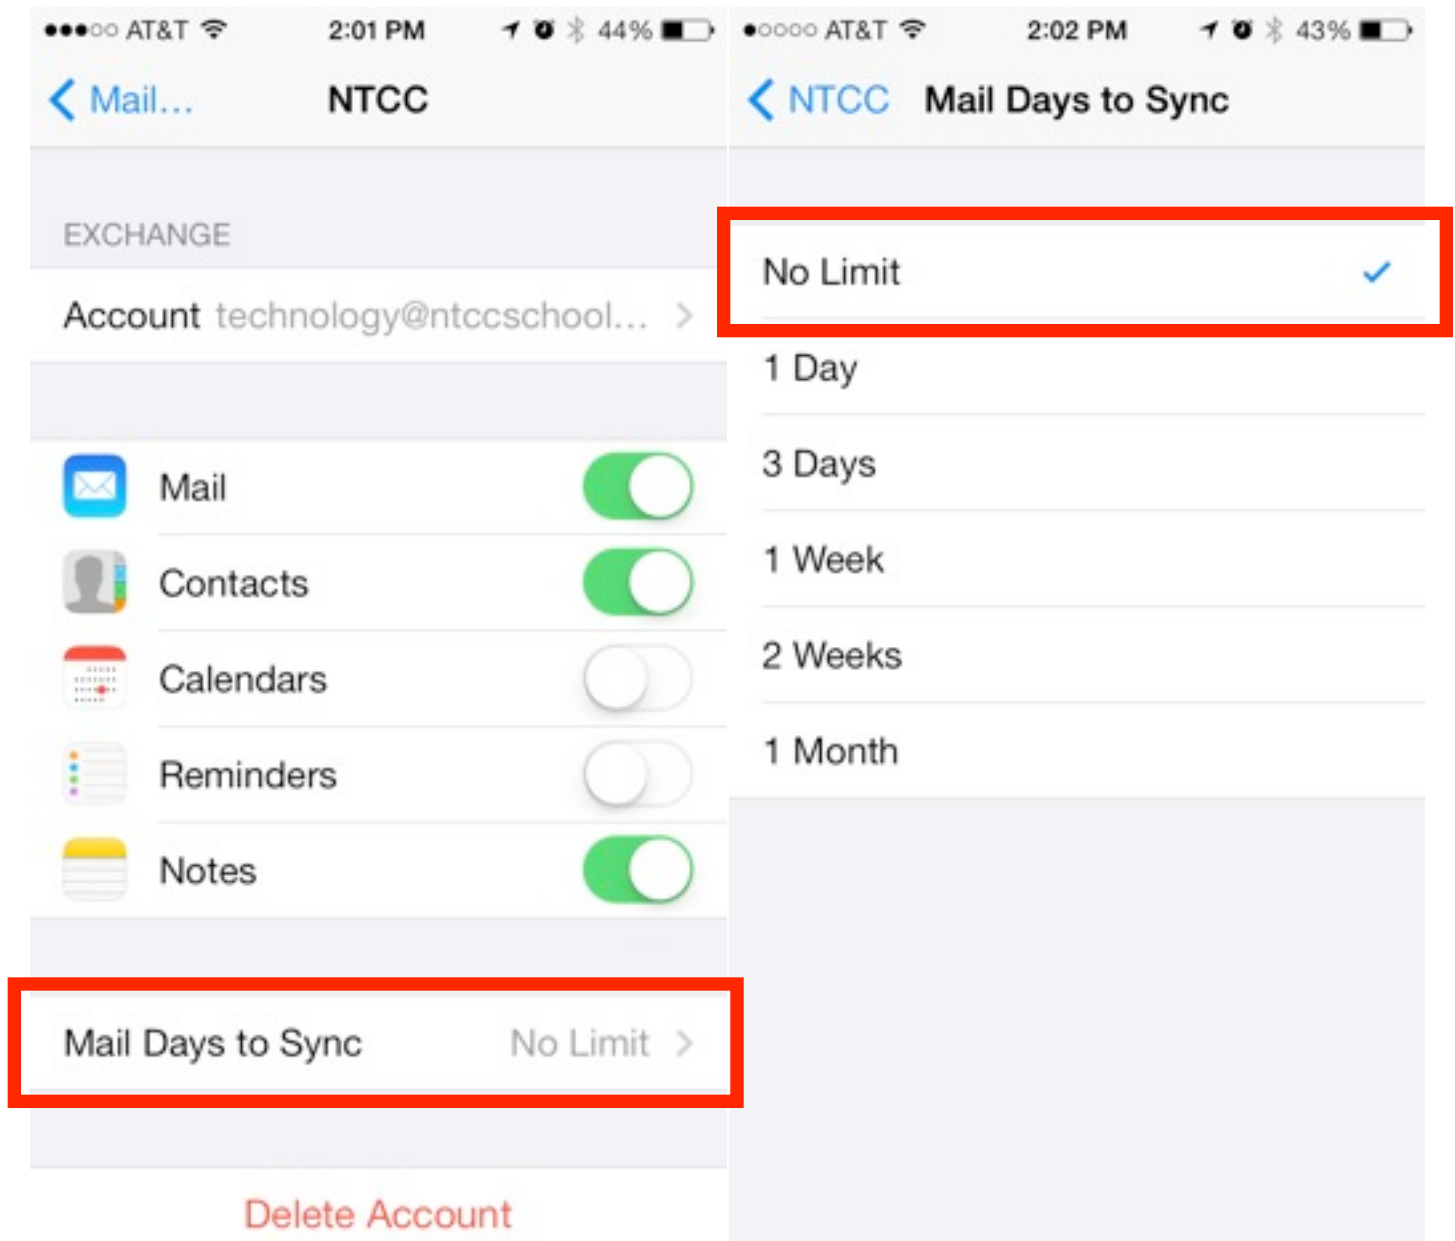 AT&T 2:01 PM 44%
Mail... NTCC
EXCHANGE
Account technology@ntccschool...
Mail
Contacts
Calendars
Reminders
Notes
Mail Days to Sync No Limit
Delete Account
AT&T 2:02 PM 43%
NTCC Mail Days to Sync
No Limit
1 Day
3 Days
1 Week
2 Weeks
1 Month